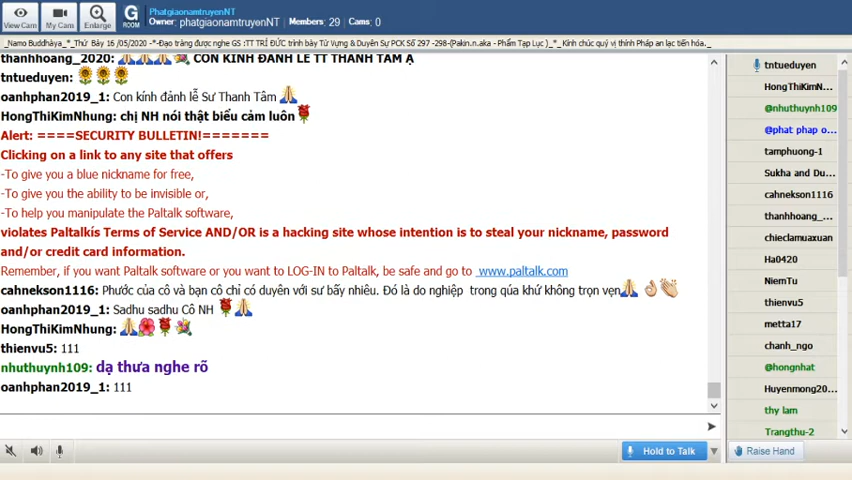 PhatgiaonamtruyenNT
Owner: phatgiaonamtruyenNT Members: 29 Cams: 0
View Cam
My Cam
Enlarge
G
ROOM
_Namo Buddhàya _*_Thứ Bảy 16 /05/2020 -*-Đạo tràng được nghe GS :TT TRÍ ĐỨC trình bày Tứ Vựng & Duyên Sự PCK Số 297 -298-(Pakiṇṇaka - Phẩm Tạp Lục )_*_ Kính chúc quý vị thính Pháp an lạc tiến hóa._
thanhhoang_2020: CON KÍNH ĐẢNH LỄ TT THANH TÂM Ạ
tntueduyen:
oanhphan2019_1: Con kính đảnh lễ Sư Thanh Tâm
HongThiKimNhung: chị NH nói thật biểu cảm luôn
Alert: ====SECURITY BULLETIN!=======
Clicking on a link to any site that offers
-To give you a blue nickname for free,
-To give you the ability to be invisible or,
-To help you manipulate the Paltalk software,
violates Paltalkís Terms of Service AND/OR is a hacking site whose intention is to steal your nickname, password
and/or credit card information.
Remember, if you want Paltalk software or you want to LOG-IN to Paltalk, be safe and go to www.paltalk.com
cahnekson1116: Phước của cô và bạn cô chỉ có duyên với sư bấy nhiêu. Đó là do nghiệp trong qúa khứ không trọn vẹn
oanhphan2019_1: Sadhu sadhu Cô NH
HongThiKimNhung:
thienvu5: 111
nhuthuynh109: dạ thưa nghe rõ
oanhphan2019_1: 111
tntueduyen
HongThiKimN...
@nhuthuynh109
@phat phap o...
tamphuong-1
Sukha and Du...
cahnekson1116
thanhhoang_...
chieclamuaxuan
Ha0420
NiemTu
thienvu5
metta17
chanh_ngo
@hongnhat
Huyenmong20...
thy lam
Trangthu-2
Hold to Talk
Raise Hand